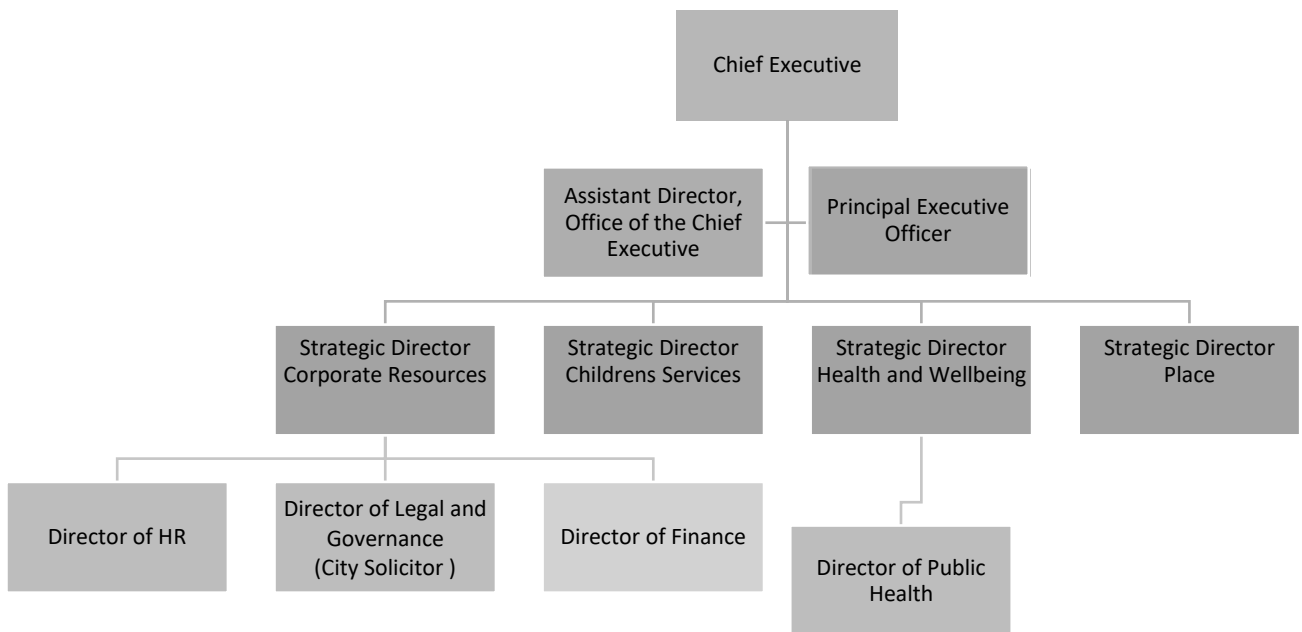 Chief Executive
Assistant Director,
Office of the Chief
Executive
Principal Executive
Officer
Strategic Director
Corporate Resources
Strategic Director
Childrens Services
Strategic Director
Health and Wellbeing
Strategic Director
Place
Director of HR
Director of Legal and
Governance
(City Solicitor )
Director of Finance
Director of Public
Health